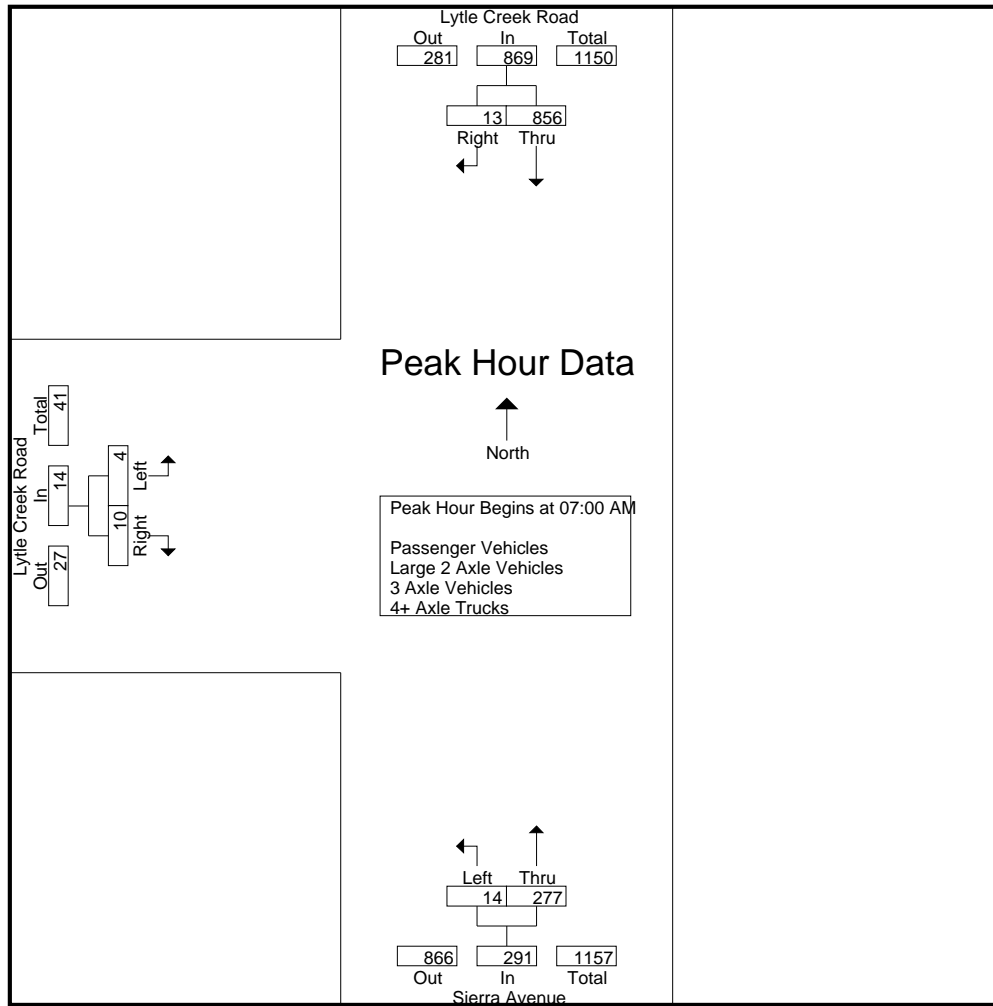 Lytle Creek Road
Out In Total
281 869 1150
13 856
Right Thru
Peak Hour Data
North
Lytle Creek Road
Total
41
In
14
Out
27
4
Left
10
Right
Peak Hour Begins at 07:00 AM
Passenger Vehicles
Large 2 Axle Vehicles
3 Axle Vehicles
4+ Axle Trucks
Left Thru
14 277
866 291 1157
Out In Total
Sierra Avenue